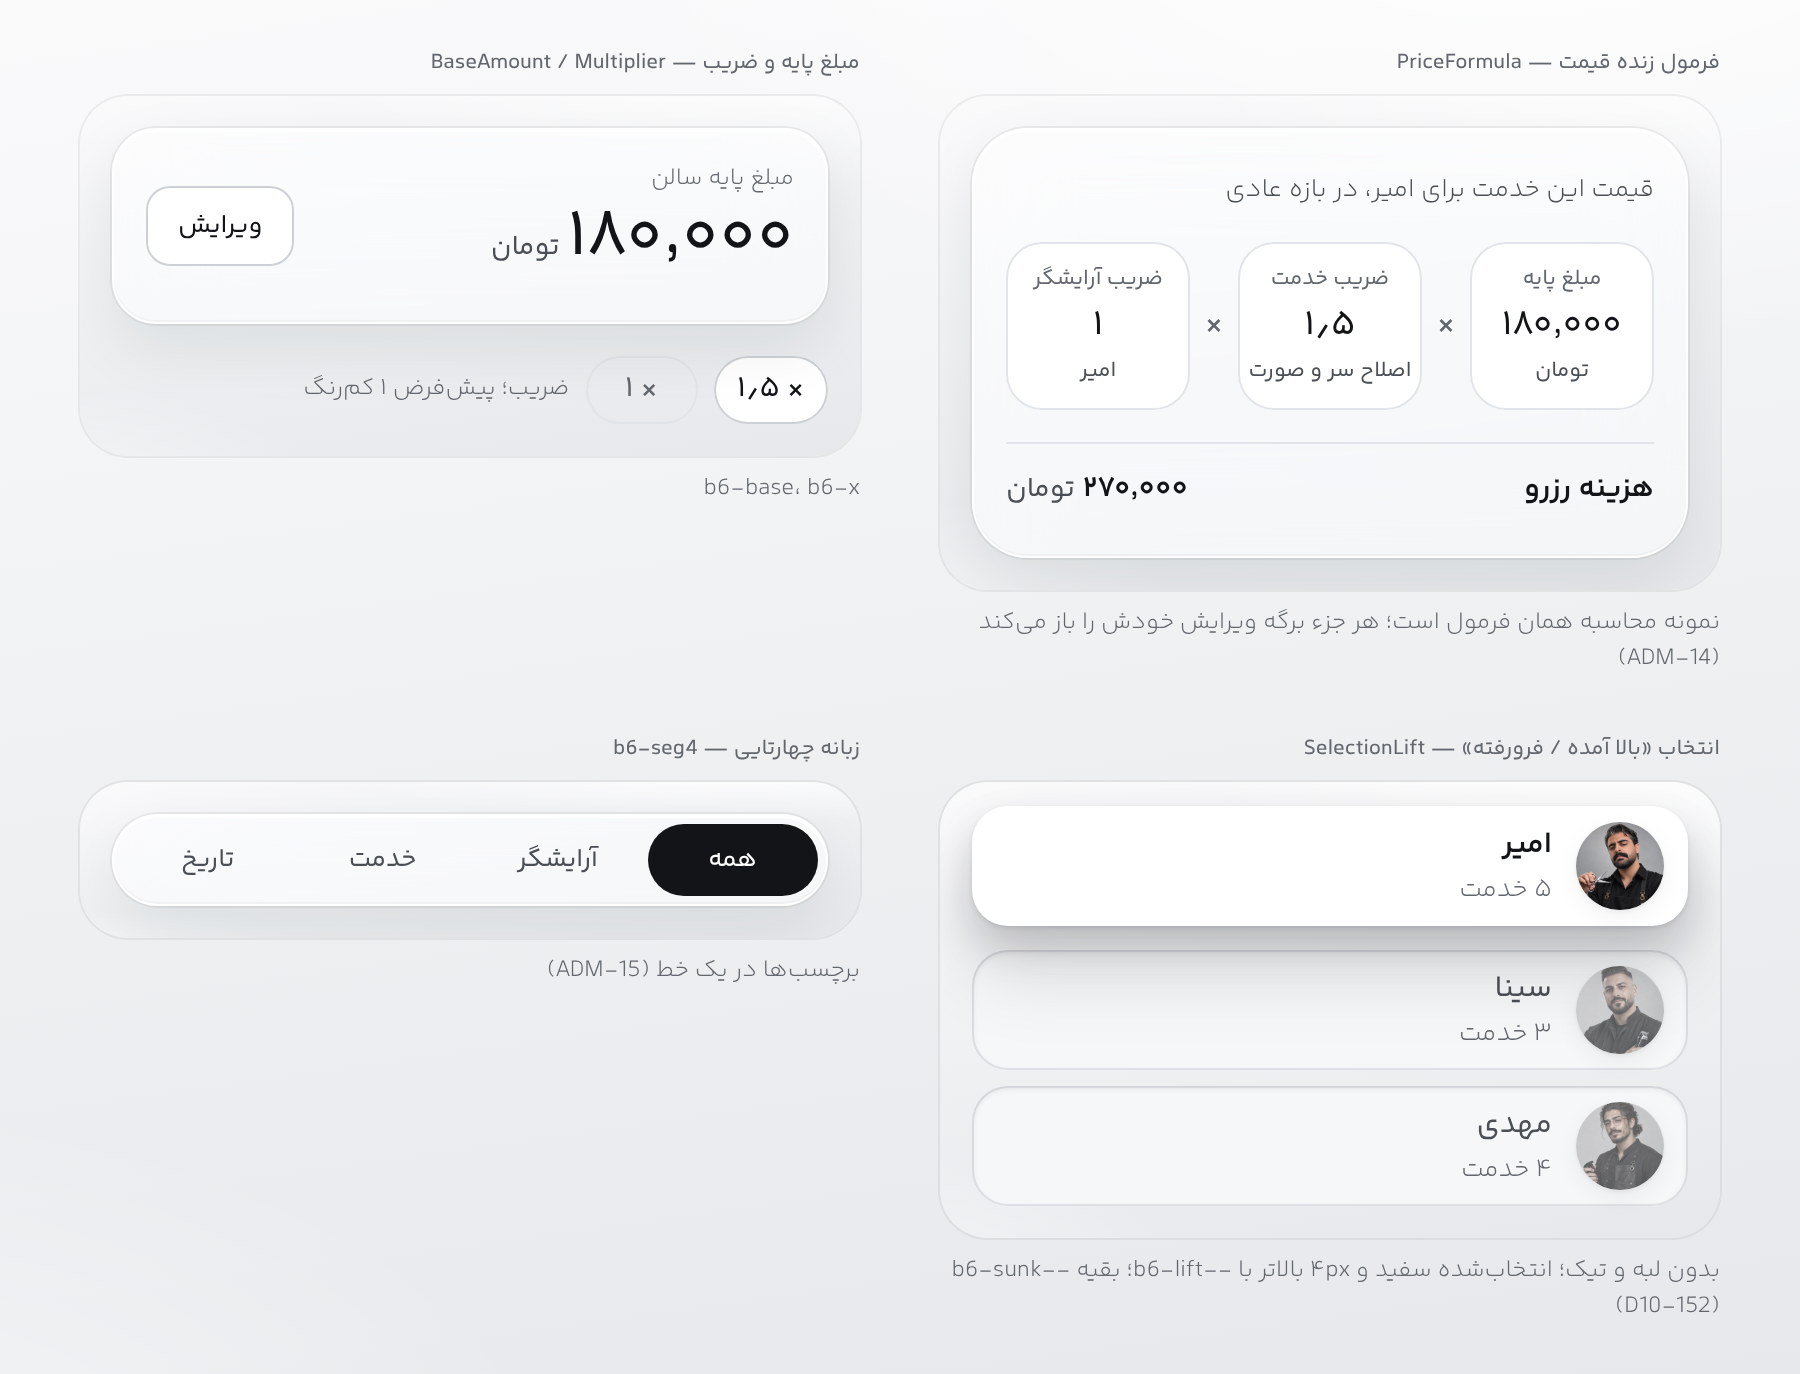 فرمول زنده قیمت — PriceFormula
قیمت این خدمت برای امیر، در بازه عادی
مبلغ پایه
۱۸۰,۰۰۰
تومان
×
ضریب خدمت
۱٫۵
اصلاح سر و صورت
×
ضریب آرایشگر
۱
امیر
هزینه رزرو
۲۷۰,۰۰۰ تومان
نمونه محاسبه همان فرمول است؛ هر جزء برگه ویرایش خودش را باز می‌کند
(ADM-14)
مبلغ پایه و ضریب — BaseAmount / Multiplier
مبلغ پایه سالن
۱۸۰,۰۰۰ تومان
ویرایش
× ۱٫۵
× ۱
ضریب؛ پیش‌فرض ۱ کم‌رنگ
b6-base، b6-x
انتخاب «بالا آمده / فرورفته» — SelectionLift
امیر
۵ خدمت
سینا
۳ خدمت
مهدی
۴ خدمت
بدون لبه و تیک؛ انتخاب‌شده سفید و ۴px بالاتر با --b6-lift؛ بقیه --b6-sunk
(D10-152)
زبانه چهارتایی — b6-seg4
همه
آرایشگر
خدمت
تاریخ
برچسب‌ها در یک خط (ADM-15)